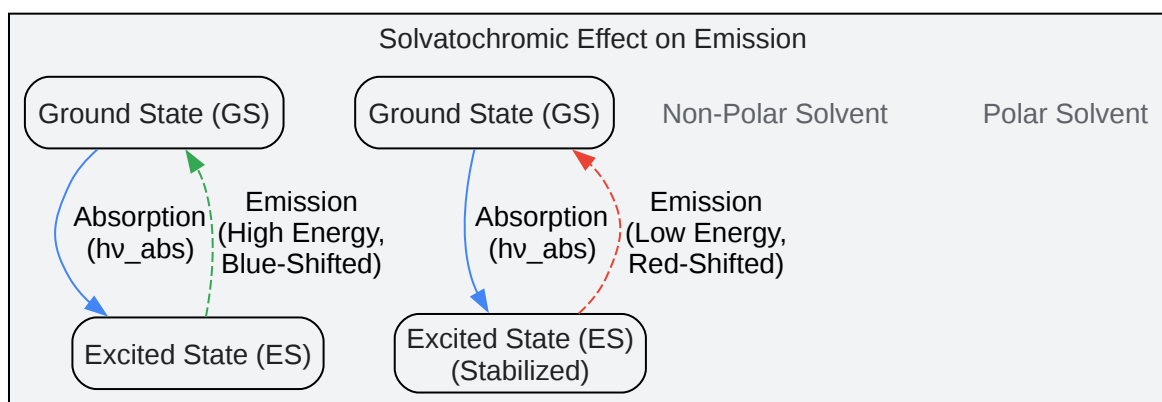 Solvatochromic Effect on Emission
Ground State (GS)
Ground State (GS)
Non-Polar Solvent
Polar Solvent
Absorption
(hν_abs)
Emission
(High Energy,
Blue-Shifted)
Absorption
(hν_abs)
Emission
(Low Energy,
Red-Shifted)
Excited State (ES)
Excited State (ES)
(Stabilized)